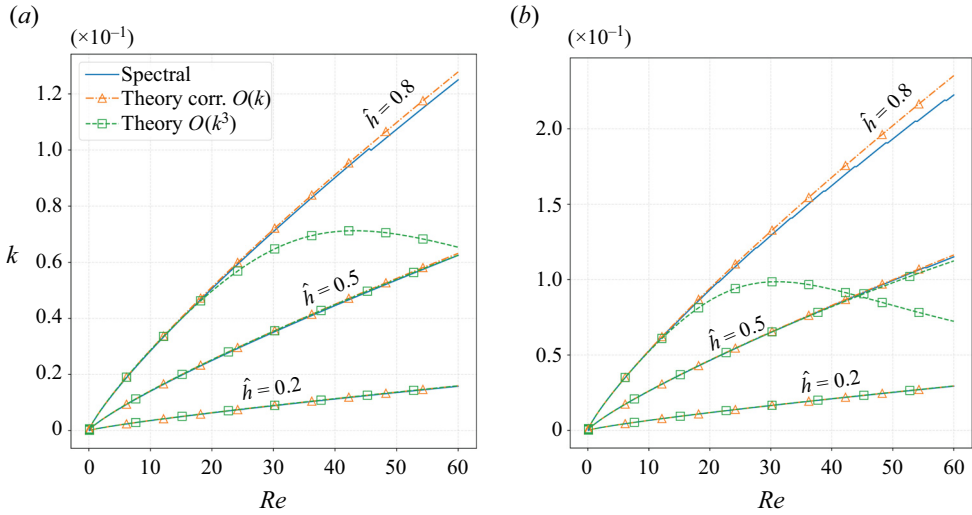 (a)
(×10⁻¹)
1.2
1.0
0.8
0.6
0.4
0.2
0
k
Spectral
Theory corr. O(k)
Theory O(k³)
ĥ = 0.8
ĥ = 0.5
ĥ = 0.2
0 10 20 30 40 50 60
Re
(b)
(×10⁻¹)
2.0
1.5
1.0
0.5
0
ĥ = 0.8
ĥ = 0.5
ĥ = 0.2
0 10 20 30 40 50 60
Re